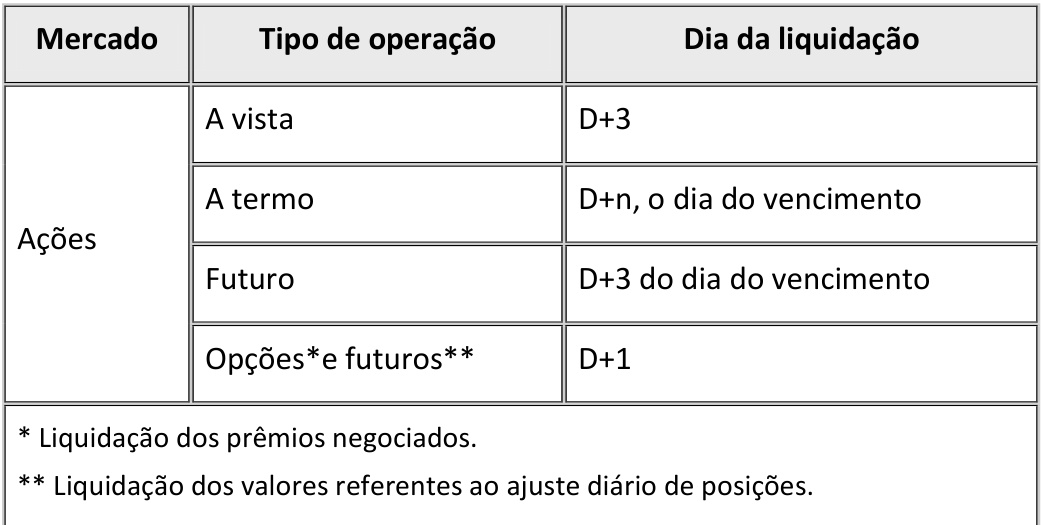 Mercado Tipo de operação Dia da liquidação
Ações
A vista D+3
A termo D+n, o dia do vencimento
Futuro D+3 do dia do vencimento
Opções*e futuros** D+1
* Liquidação dos prêmios negociados.
** Liquidação dos valores referentes ao ajuste diário de posições.